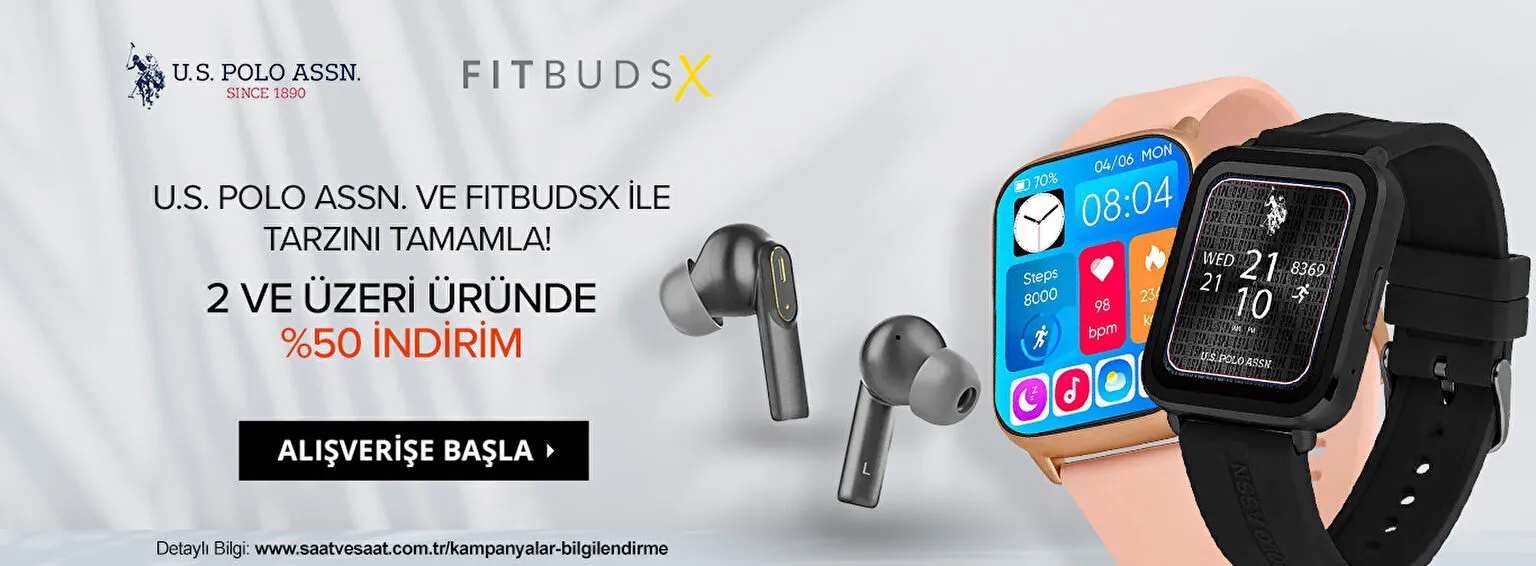 U.S. POLO ASSN.
SINCE 1890
FITBUDSX
U.S. POLO ASSN. VE FITBUDSX İLE
TARZINI TAMAMLA!
2 VE ÜZERİ ÜRÜNDE
%50 İNDİRİM
ALIŞVERİŞE BAŞLA
Detaylı Bilgi: www.saatvesaat.com.tr/kampanyalar-bilgilendirme
L
70%
04/06 MON
08:04
Steps
8000
98
bpm
WED 21 8369
21 10
AM PM
U.S. POLO ASSN.